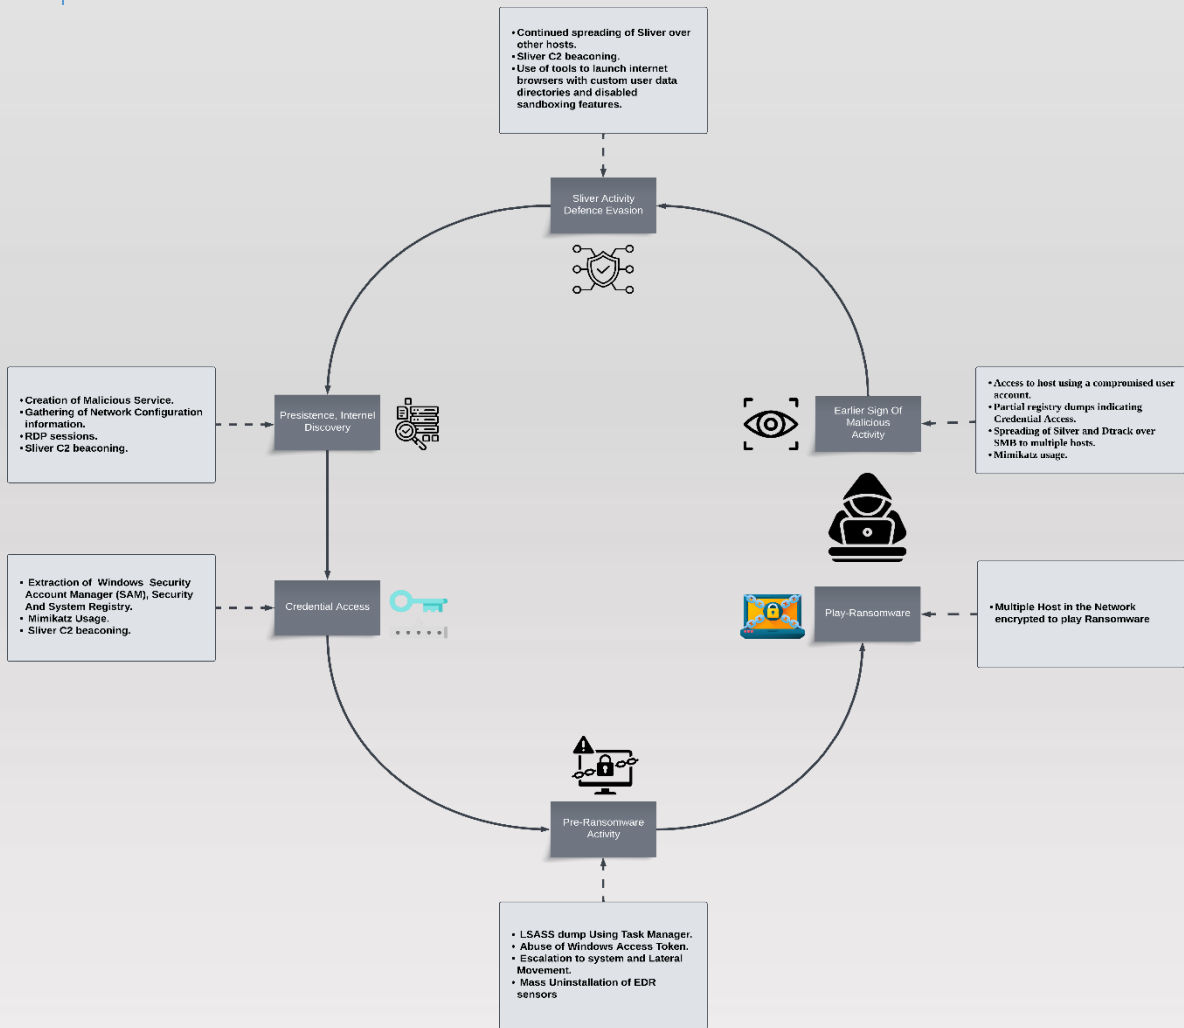 •Continued spreading of Sliver over
other hosts.
•Sliver C2 beaconing.
•Use of tools to launch internet
browsers with custom user data
directories and disabled
sandboxing features.
Sliver Activity
Defence Evasion
•Creation of Malicious Service.
•Gathering of Network Configuration
information.
•RDP sessions.
•Sliver C2 beaconing.
Presistence, Internet
Discovery
Earlier Sign Of
Malicious
Activity
•Access to host using a compromised user
account.
•Partial registry dumps indicating
Credential Access.
•Spreading of Silver and Dtrack over
SMB to multiple hosts.
•Mimikatz usage.
• Extraction of Windows Security
Account Manager (SAM), Security
And System Registry.
• Mimikatz Usage.
• Sliver C2 beaconing.
Credential Access
Play-Ransomware
•Multiple Host in the Network
encrypted to play Ransomware
Pre-Ransomware
Activity
• LSASS dump Using Task Manager.
• Abuse of Windows Access Token.
• Escalation to system and Lateral
Movement.
• Mass Uninstallation of EDR
sensors